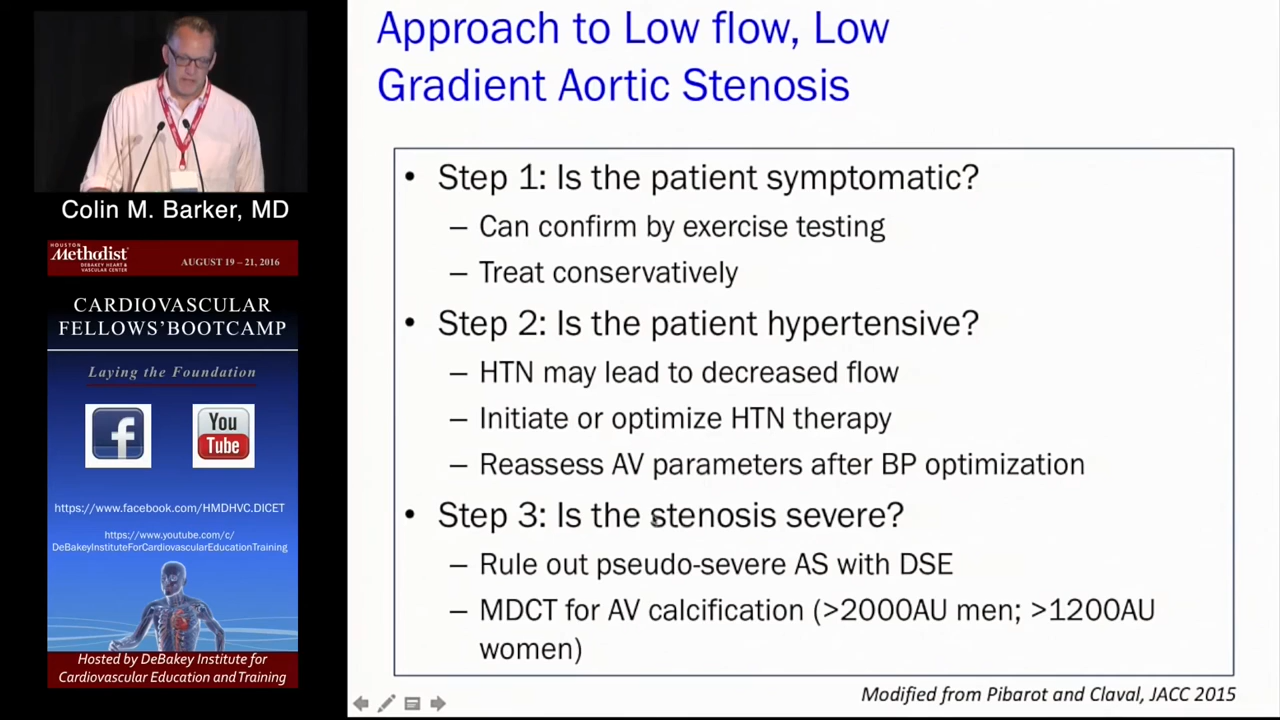 Approach to Low flow, Low
Gradient Aortic Stenosis
• Step 1: Is the patient symptomatic?
– Can confirm by exercise testing
– Treat conservatively
• Step 2: Is the patient hypertensive?
– HTN may lead to decreased flow
– Initiate or optimize HTN therapy
– Reassess AV parameters after BP optimization
• Step 3: Is the stenosis severe?
– Rule out pseudo-severe AS with DSE
– MDCT for AV calcification (>2000AU men; >1200AU
women)
Modified from Pibarot and Claval, JACC 2015
Colin M. Barker, MD
HOUSTON
Methodist
DEBAKEY HEART &
VASCULAR CENTER
AUGUST 19 – 21, 2016
CARDIOVASCULAR
FELLOWS' BOOTCAMP
Laying the Foundation
f
You
Tube
https://www.facebook.com/HMDHVC.DICET
https://www.youtube.com/c/
DeBakeyInstituteForCardiovascularEducationTraining
Hosted by DeBakey Institute for
Cardiovascular Education and Training